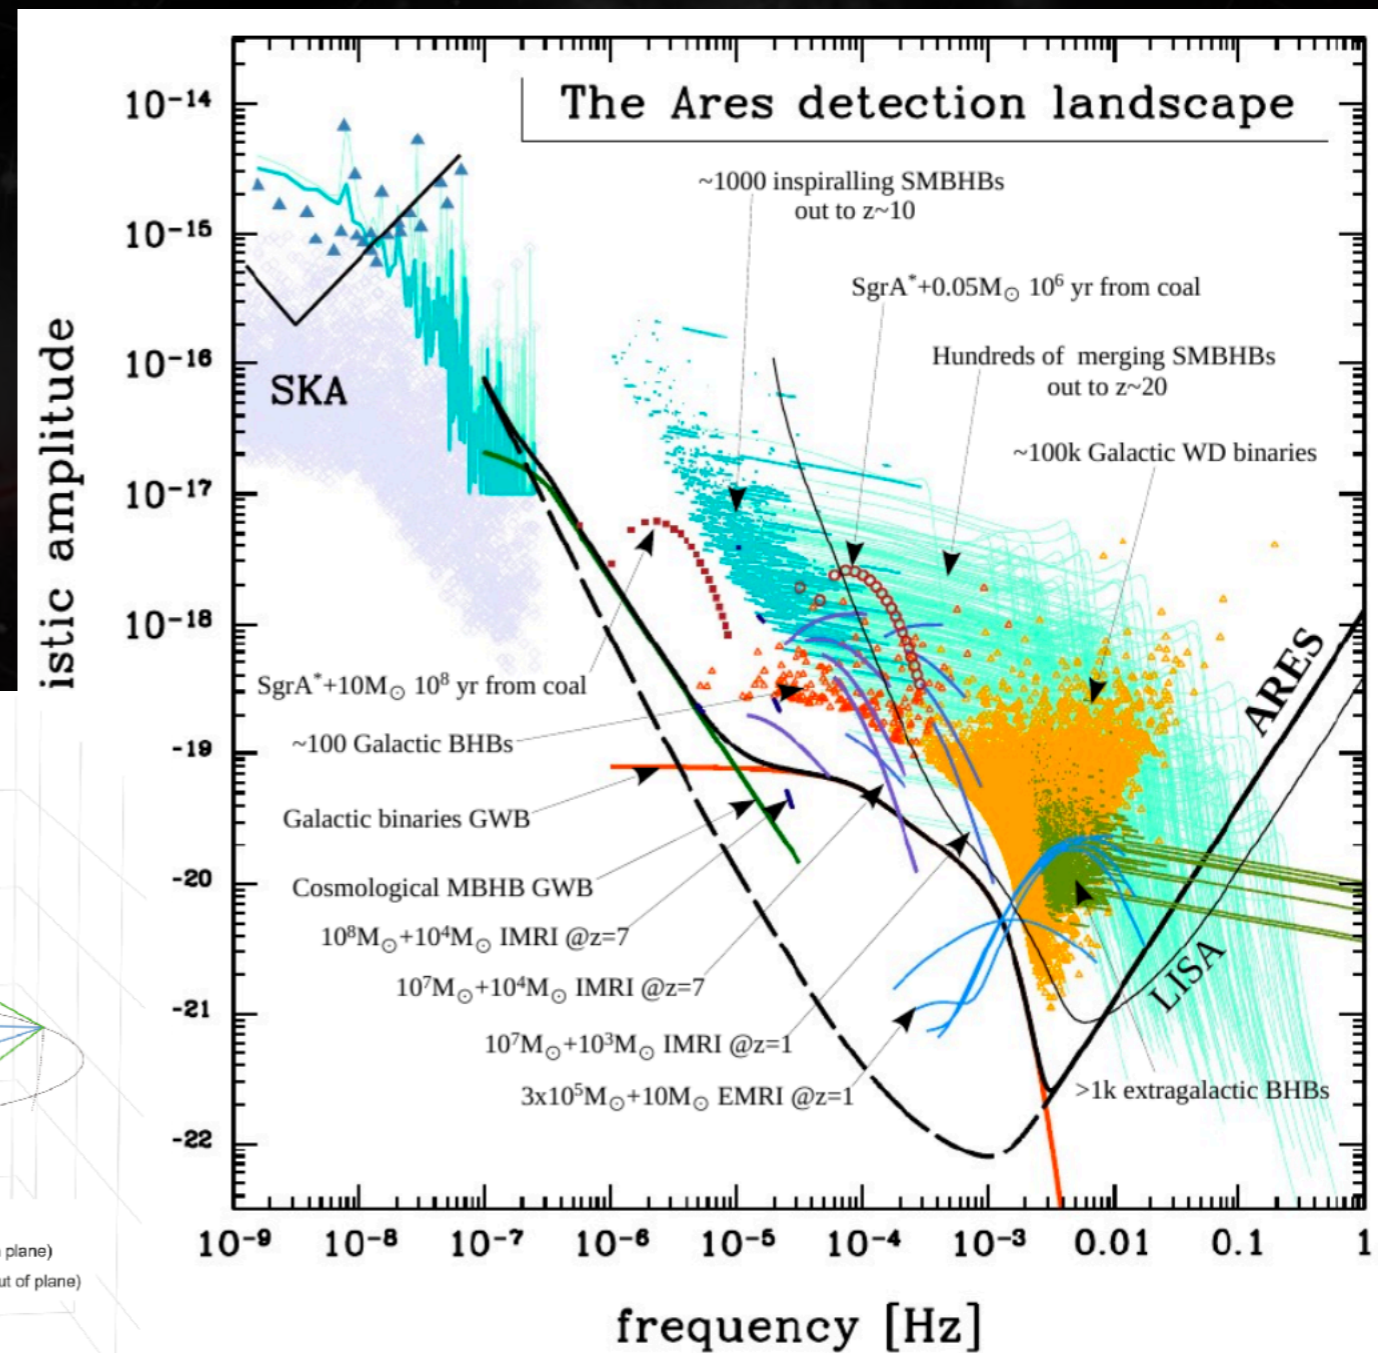 The Ares detection landscape
10⁻¹⁴
10⁻¹⁵
10⁻¹⁶
10⁻¹⁷
10⁻¹⁸
-19
-20
-21
-22
istic amplitude
~1000 inspiralling SMBHBs
out to z~10
SgrA*+0.05M☉ 10⁶ yr from coal
Hundreds of merging SMBHBs
out to z~20
~100k Galactic WD binaries
SKA
SgrA*+10M☉ 10⁸ yr from coal
~100 Galactic BHBs
Galactic binaries GWB
Cosmological MBHB GWB
10⁸M☉+10⁴M☉ IMRI @z=7
10⁷M☉+10⁴M☉ IMRI @z=7
10⁷M☉+10³M☉ IMRI @z=1
3x10⁵M☉+10M☉ EMRI @z=1
ARES
LISA
>1k extragalactic BHBs
10⁻⁹ 10⁻⁸ 10⁻⁷ 10⁻⁶ 10⁻⁵ 10⁻⁴ 10⁻³ 0.01 0.1 1
frequency [Hz]
plane)
ut of plane)